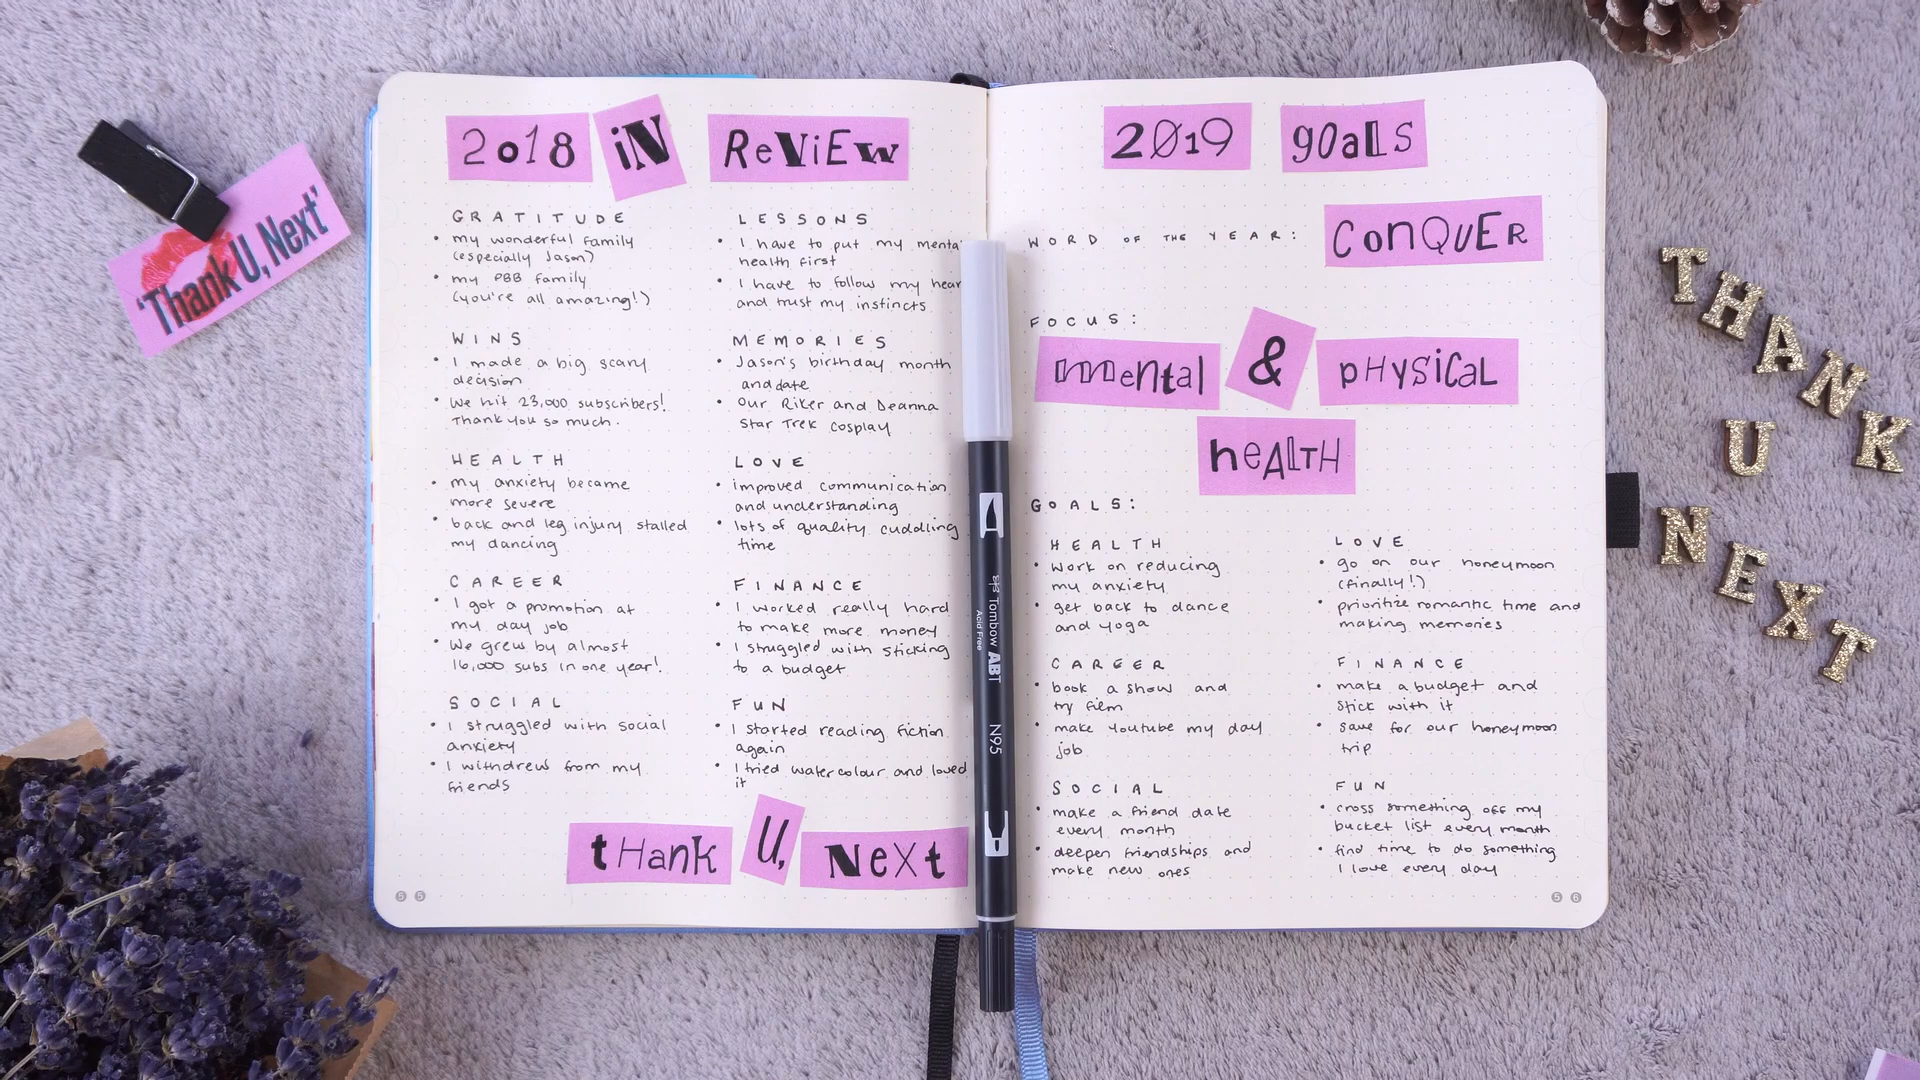 2018 iN ReViEw
GRATITUDE
• my wonderful family
(especially Jason)
• my PBB family
(you're all amazing!)
WINS
• I made a big scary
decision
• We hit 23,000 subscribers!
Thank you so much.
HEALTH
• my anxiety became
more severe
• back and leg injury stalled
my dancing
CAREER
• I got a promotion at
my day job
• We grew by almost
16,000 subs in one year!
SOCIAL
• I struggled with social
anxiety
• I withdrew from my
friends
LESSONS
• I have to put my menta
health first
• I have to follow my hear
and trust my instincts
MEMORIES
• Jason's birthday month
and date
• Our Riker and Deanna
Star Trek Cosplay
LOVE
• improved communication
and understanding
• lots of quality cuddling
time
FINANCE
• I worked really hard
to make more money
• I struggled with sticking
to a budget
FUN
• I started reading fiction
again
• I tried watercolour and loved
it
tHank U, NeXt
55
2019 goals
WORD OF THE YEAR: ConQUER
FOCUS:
mental & pHysiCaL
heALTH
GOALS:
HEALTH
• work on reducing
my anxiety
• get back to dance
and yoga
CAREER
• book a show and
try film
• make Youtube my day
job
SOCIAL
• make a friend date
every month
• deepen friendships and
make new ones
LOVE
• go on our honeymoon
(finally!)
• prioritize romantic time and
making memories
FINANCE
• make a budget and
stick with it
• save for our honeymoon
trip
FUN
• cross something off my
bucket list every month
• find time to do something
I love every day
56
'Thank U, Next'
Tombow ABT N95
Acid Free
THANK
U
NEXT